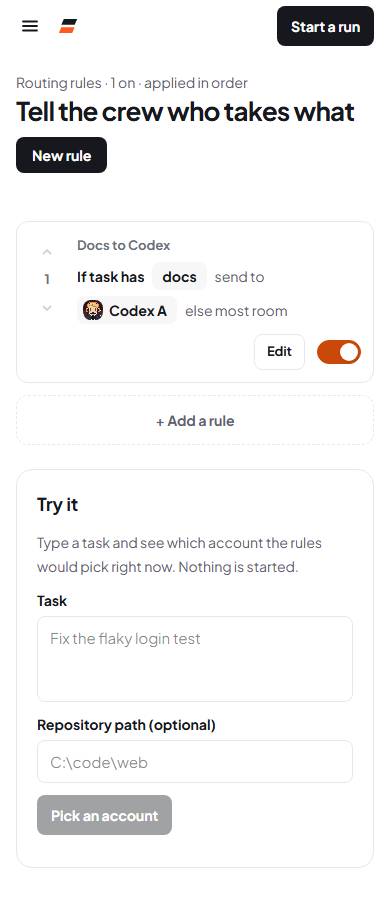 Start a run
Routing rules · 1 on · applied in order
Tell the crew who takes what
New rule
Docs to Codex
1
If task has docs send to
Codex A else most room
Edit
+ Add a rule
Try it
Type a task and see which account the rules
would pick right now. Nothing is started.
Task
Fix the flaky login test
Repository path (optional)
C:\code\web
Pick an account